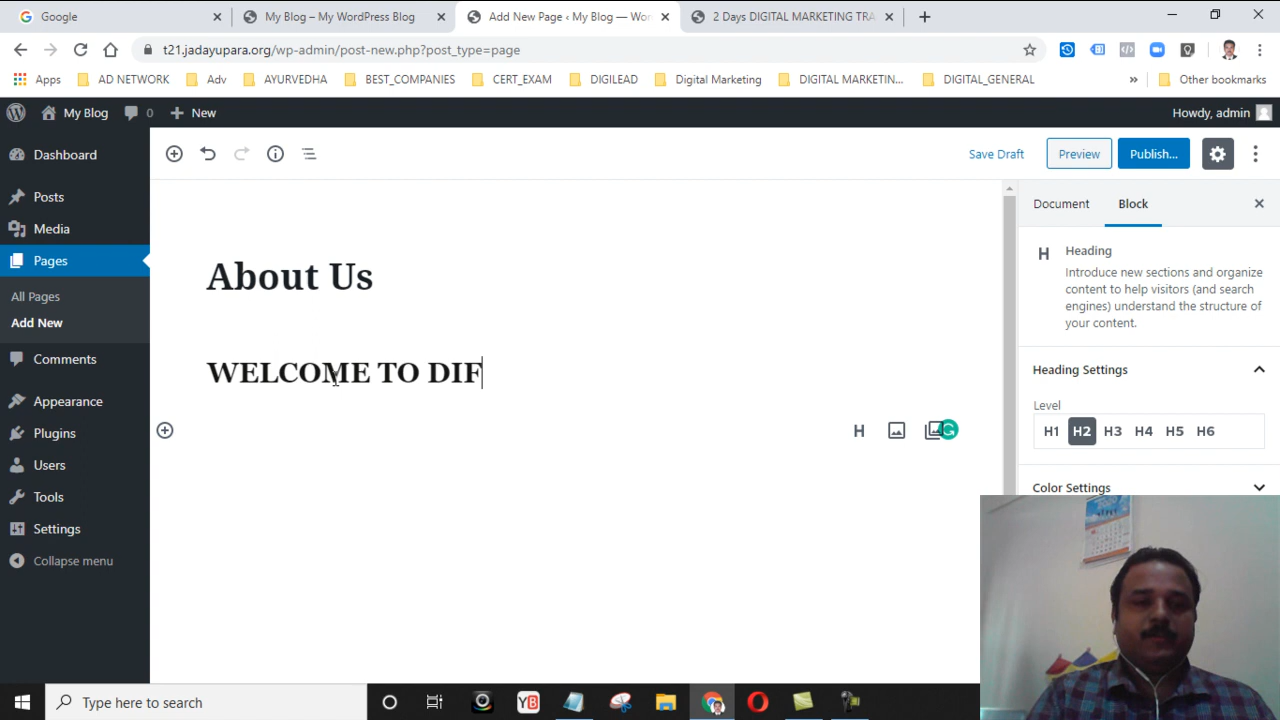 Google
My Blog – My WordPress Blog
Add New Page ‹ My Blog — Wor
2 Days DIGITAL MARKETING TRA
t21.jadayupara.org/wp-admin/post-new.php?post_type=page
Apps
AD NETWORK
Adv
AYURVEDHA
BEST_COMPANIES
CERT_EXAM
DIGILEAD
Digital Marketing
DIGITAL MARKETIN...
DIGITAL_GENERAL
»
Other bookmarks
My Blog
0
New
Howdy, admin
Dashboard
Posts
Media
Pages
All Pages
Add New
Comments
Appearance
Plugins
Users
Tools
Settings
Collapse menu
Save Draft
Preview
Publish...
About Us
WELCOME TO DIF
H
Document
Block
H
Heading
Introduce new sections and organize
content to help visitors (and search
engines) understand the structure of
your content.
Heading Settings
Level
H1 H2 H3 H4 H5 H6
Color Settings
Type here to search
YB